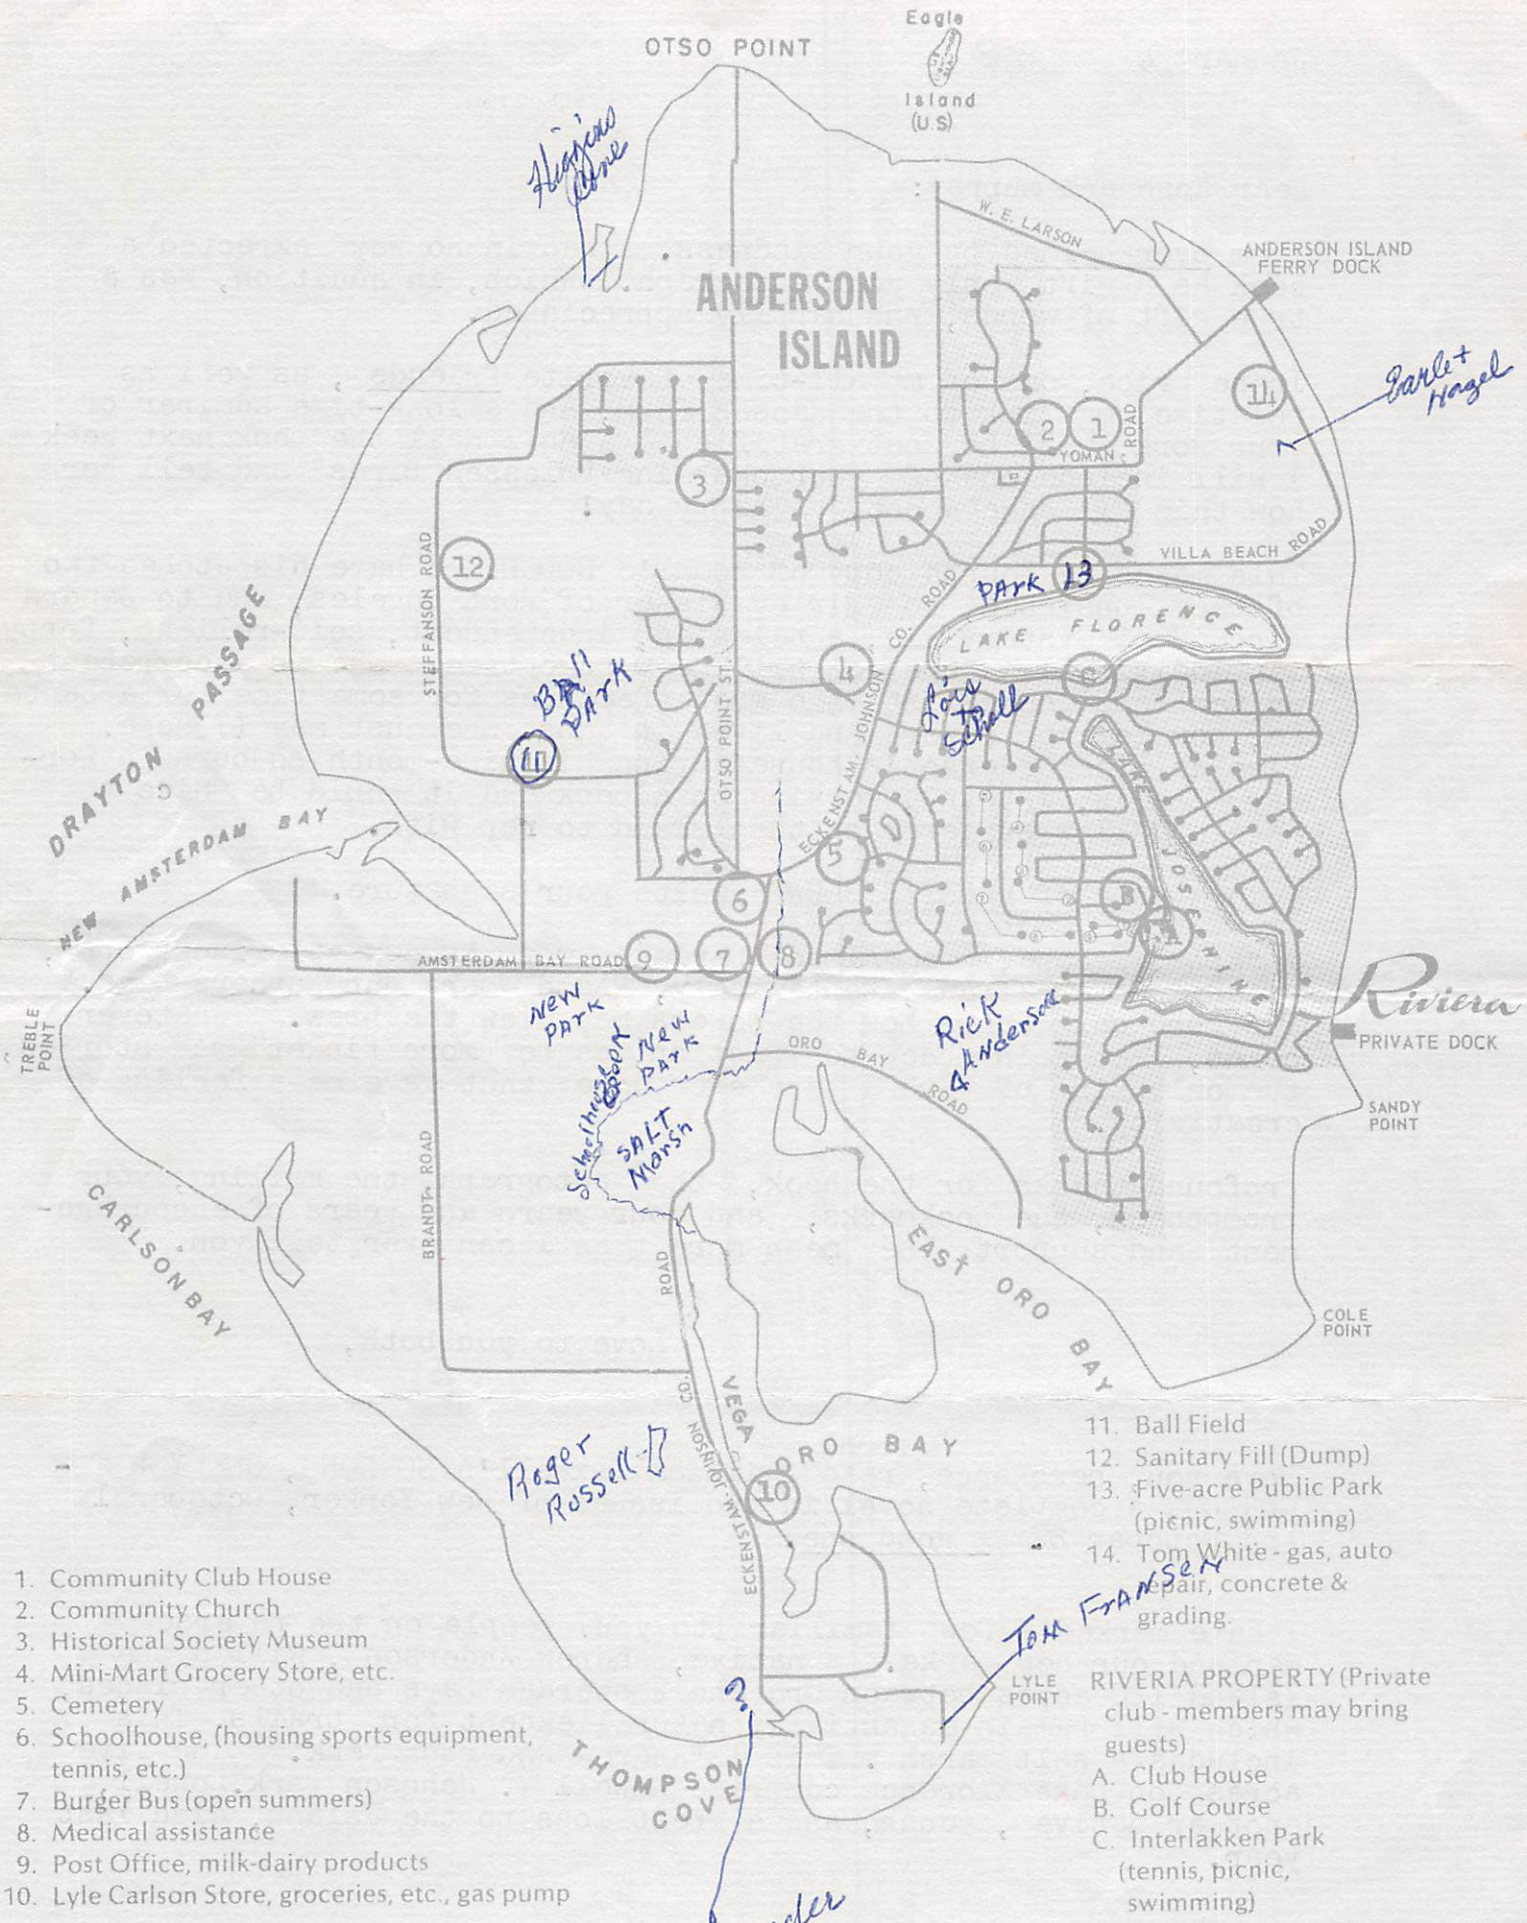 Eagle
Island
(U.S)
OTSO POINT
Higgins
Cove
W. E. LARSON
ANDERSON ISLAND
FERRY DOCK
ANDERSON
ISLAND
Earle +
Hazel
14
2
1
ROAD
YOMAN
3
12
STEFFANSON ROAD
VILLA BEACH ROAD
PARK 13
LAKE FLORENCE
4
C
Lois
Scholl
ECKENSTAM. JOHNSON CO. ROAD
OTSO POINT ST.
BAll
PARK
11
DRAYTON PASSAGE
NEW AMSTERDAM BAY
LAKE JOSEPHINE
5
D
6
B
A
AMSTERDAM BAY ROAD
9
7
8
Riviera
PRIVATE DOCK
New
PArk
New
PArk
Schoolhouse
SALT
Marsh
Rick
Anderson
ORO BAY ROAD
TREBLE
POINT
SANDY
POINT
BRANDT ROAD
CARLSON BAY
EAST ORO BAY
COLE
POINT
ECKENSTAM. JOHNSON CO. ROAD
VEGA
ORO BAY
10
Roger
Russell
Tom FrANSEN
LYLE
POINT
?
THOMPSON
COVE
1. Community Club House
2. Community Church
3. Historical Society Museum
4. Mini-Mart Grocery Store, etc.
5. Cemetery
6. Schoolhouse, (housing sports equipment,
tennis, etc.)
7. Burger Bus (open summers)
8. Medical assistance
9. Post Office, milk-dairy products
10. Lyle Carlson Store, groceries, etc., gas pump
11. Ball Field
12. Sanitary Fill (Dump)
13. Five-acre Public Park
(picnic, swimming)
14. Tom White - gas, auto
repair, concrete &
grading.
RIVERIA PROPERTY (Private
club - members may bring
guests)
A. Club House
B. Golf Course
C. Interlakken Park
(tennis, picnic,
swimming)